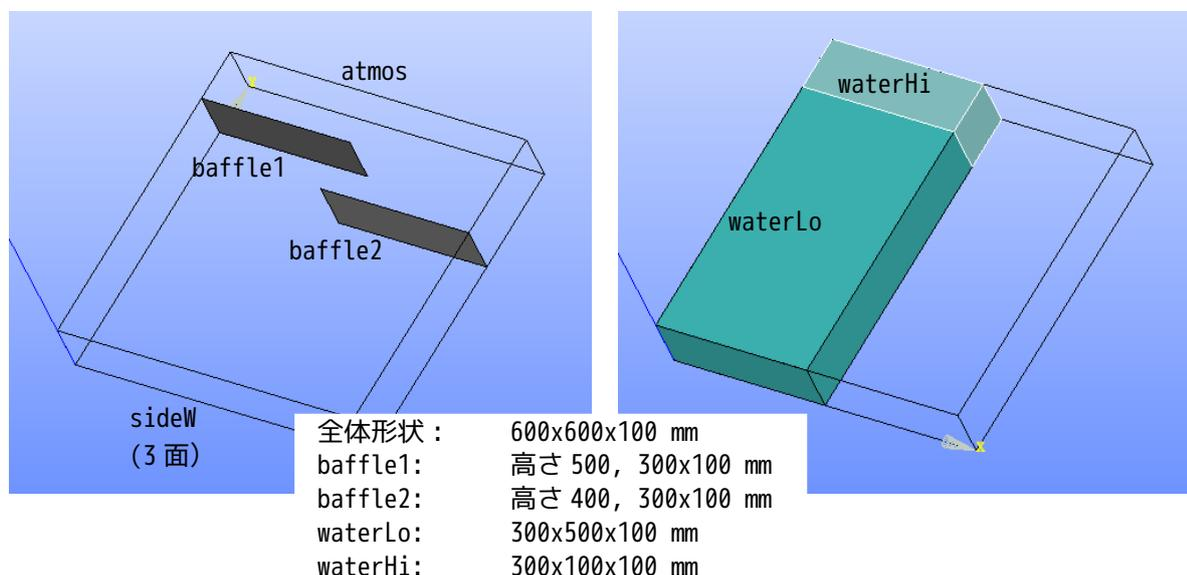 atmos
Y
baffle1
baffle2
sideW
(3 面)
waterHi
waterLo
X
全体形状: 600x600x100 mm
baffle1: 高さ 500, 300x100 mm
baffle2: 高さ 400, 300x100 mm
waterLo: 300x500x100 mm
waterHi: 300x100x100 mm